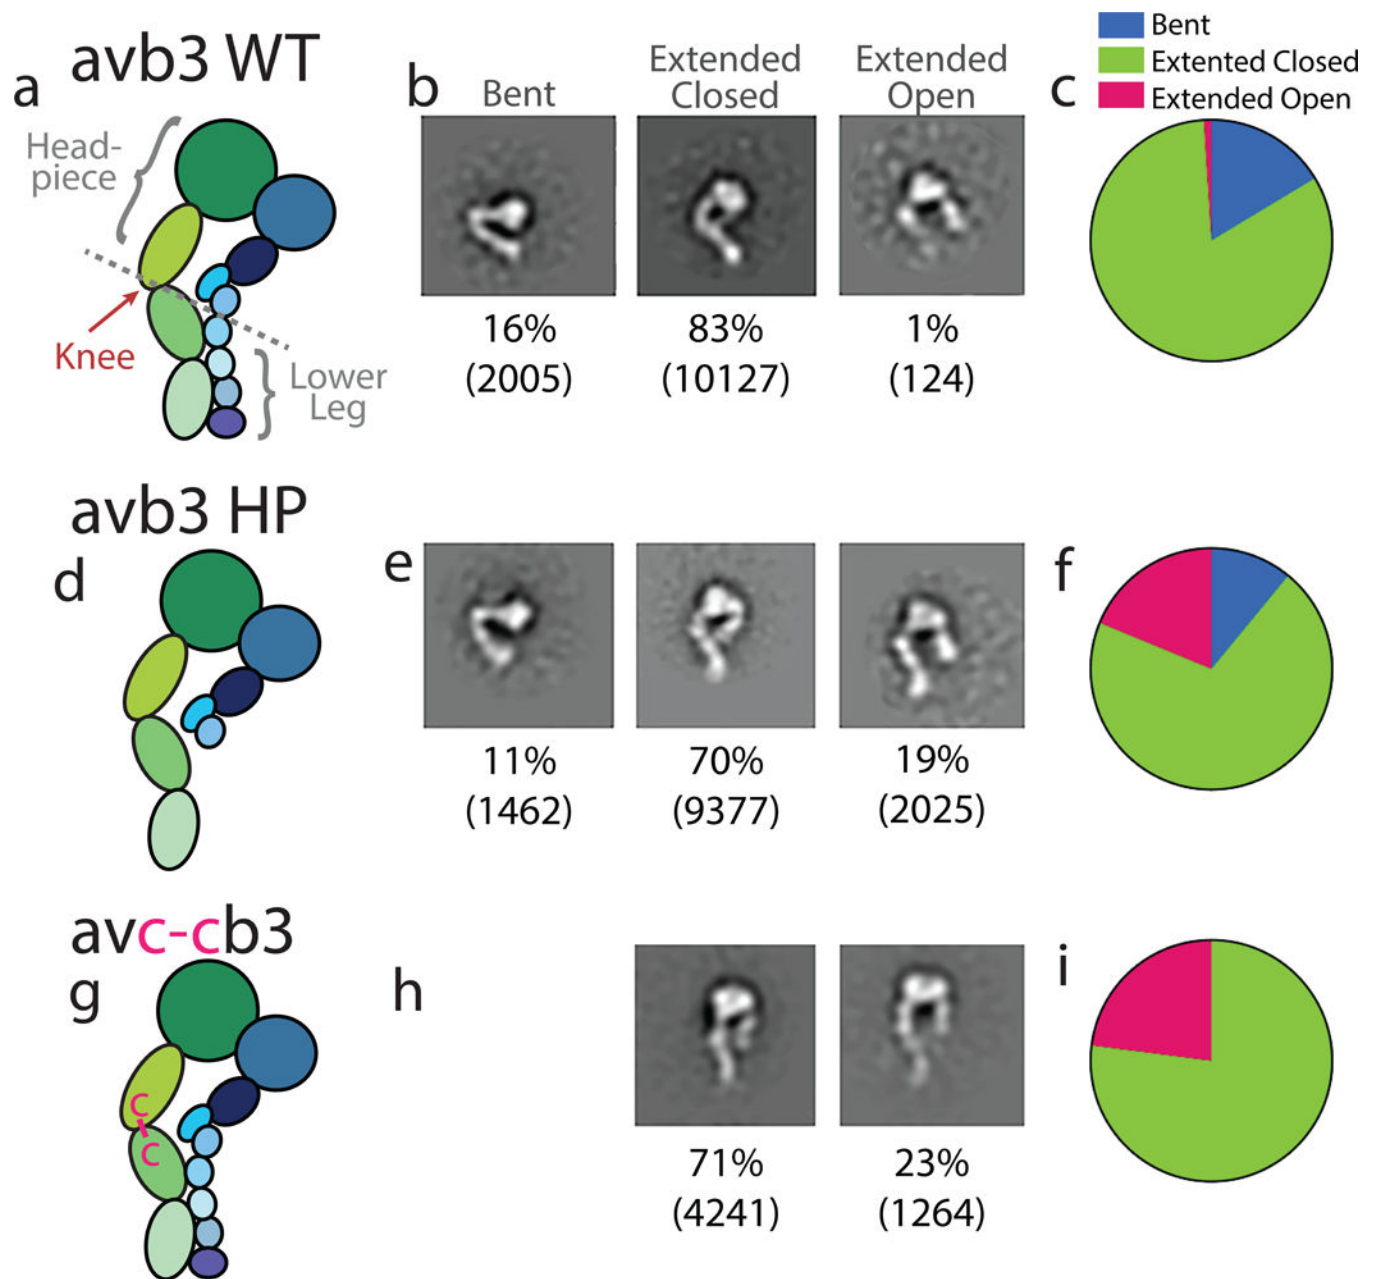 avb3 WT
a
Head-
piece
Knee
Lower
Leg
b
Bent
Extended
Closed
Extended
Open
16%
(2005)
83%
(10127)
1%
(124)
c
Bent
Extented Closed
Extended Open
avb3 HP
d
e
11%
(1462)
70%
(9377)
19%
(2025)
f
avc-cb3
g
C
C
h
71%
(4241)
23%
(1264)
i